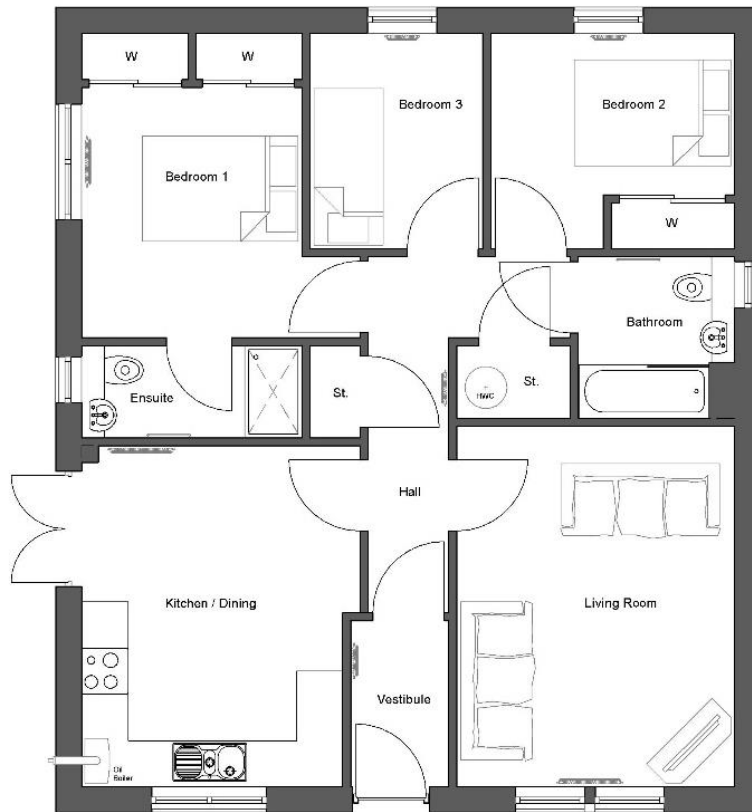 W
W
Bedroom 3
Bedroom 2
Bedroom 1
W
Bathroom
Ensuite
St.
HWC
St.
Hall
Kitchen / Dining
Living Room
Vestibule
Oil
Boiler